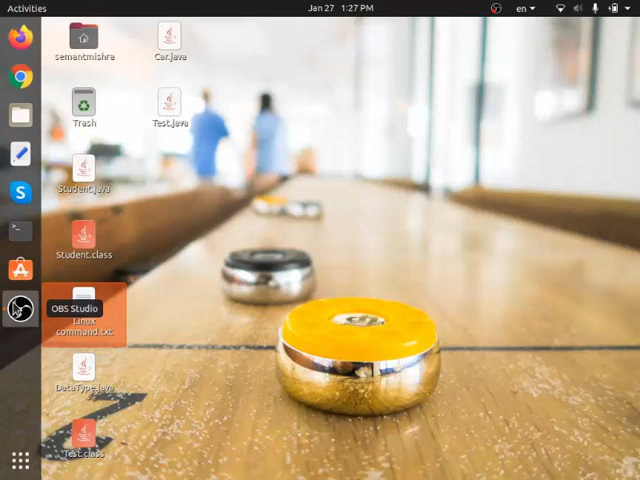 Activities
Jan 27 1:27 PM
en
semantmishra
Car.java
Trash
Test.java
Student.java
Student.class
OBS Studio
Linux
command.txt
DataType.java
Test.class